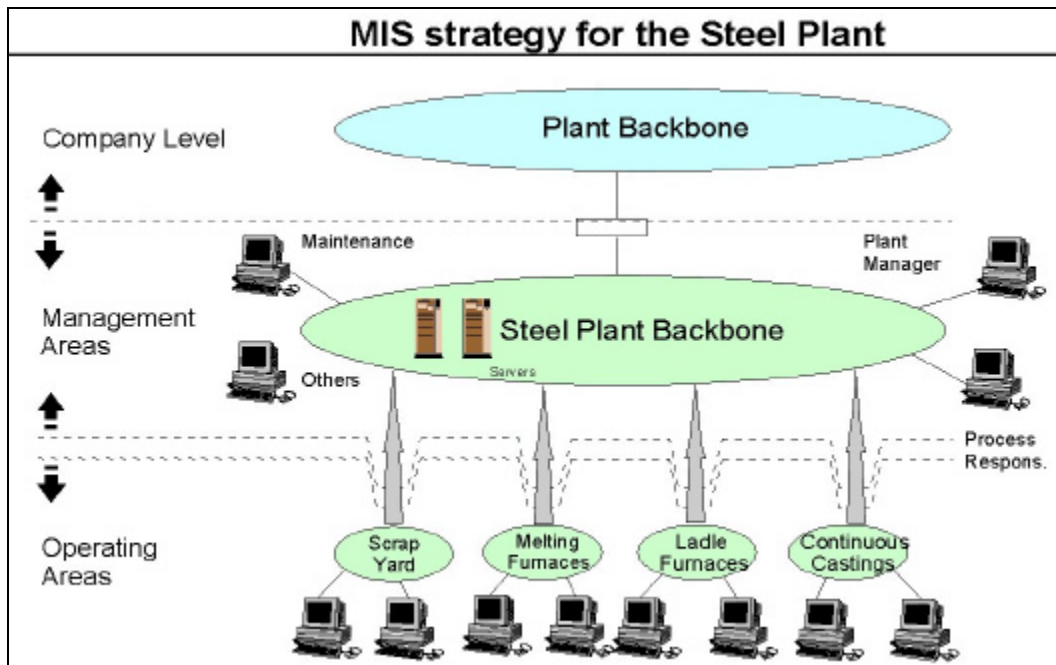 MIS strategy for the Steel Plant
Company Level
Plant Backbone
Maintenance
Plant
Manager
Management
Areas
Steel Plant Backbone
Servers
Others
Process
Respons.
Operating
Areas
Scrap
Yard
Melting
Furnaces
Ladle
Furnaces
Continuous
Castings